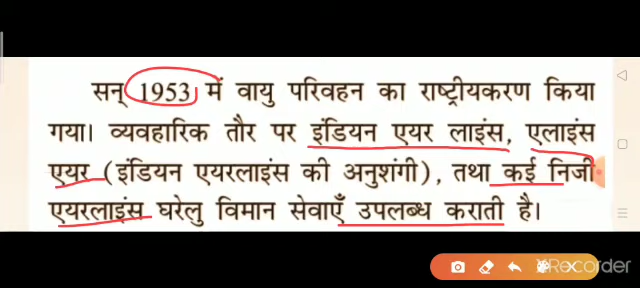 सन् 1953 में वायु परिवहन का राष्ट्रीयकरण किया
गया। व्यवहारिक तौर पर इंडियन एयर लाइंस, एलाइंस
एयर (इंडियन एयरलाइंस की अनुशंगी), तथा कई निजी
एयरलाइंस घरेलु विमान सेवाएँ उपलब्ध कराती है।
Recorder